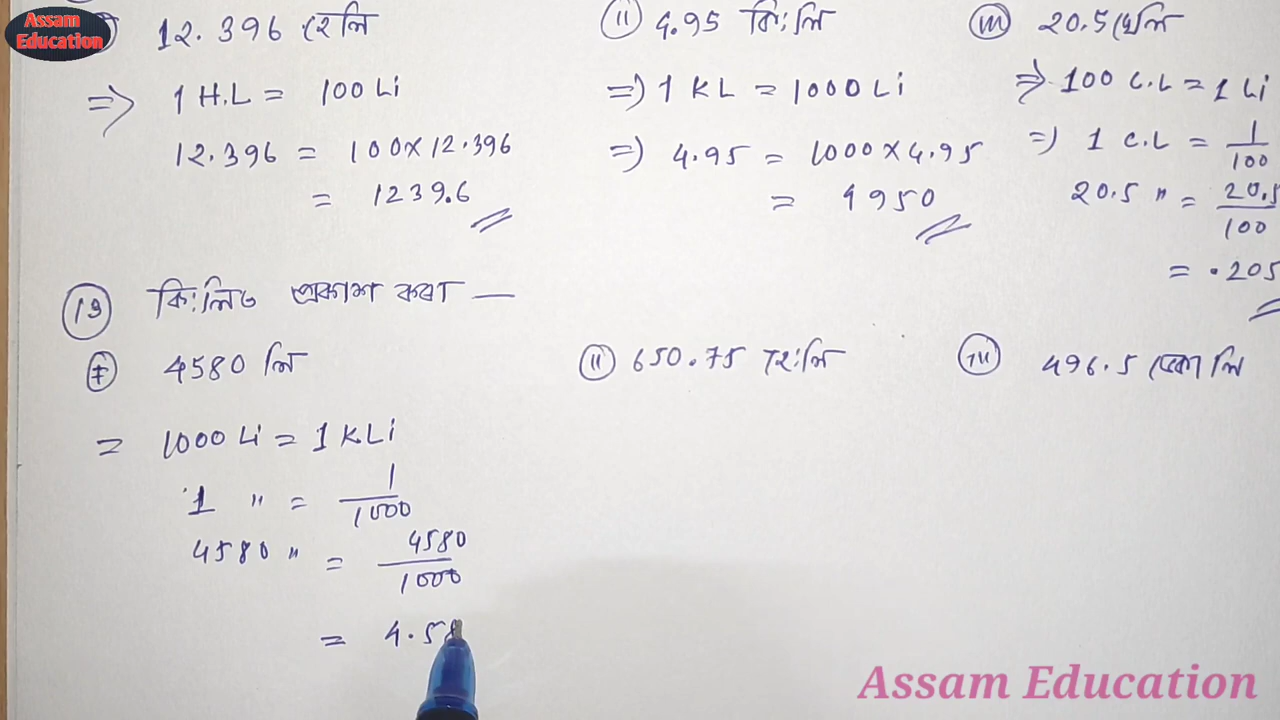 Assam
Education
12.396 হেলি
⇒ 1 H.L = 100 Li
12.396 = 100 × 12.396
= 1239.6
(ii) 4.95 কি:লি
⇒) 1 KL = 1000 Li
⇒) 4.95 = 1000 × 4.95
= 4950
(iii) 20.5
⇒ 100 C.L = 1 Li
⇒) 1 C.L = 1/100
20.5 " = 20.5/100
= .205
(13) কি:লিত প্ৰকাশ কৰা —
4580 লি
= 1000 Li = 1 KLi
1 " = 1/1000
4580 " = 4580/1000
= 4.58
(ii) 650.75 হে:লি
(iii) 496.5 ডেকা লি
Assam Education